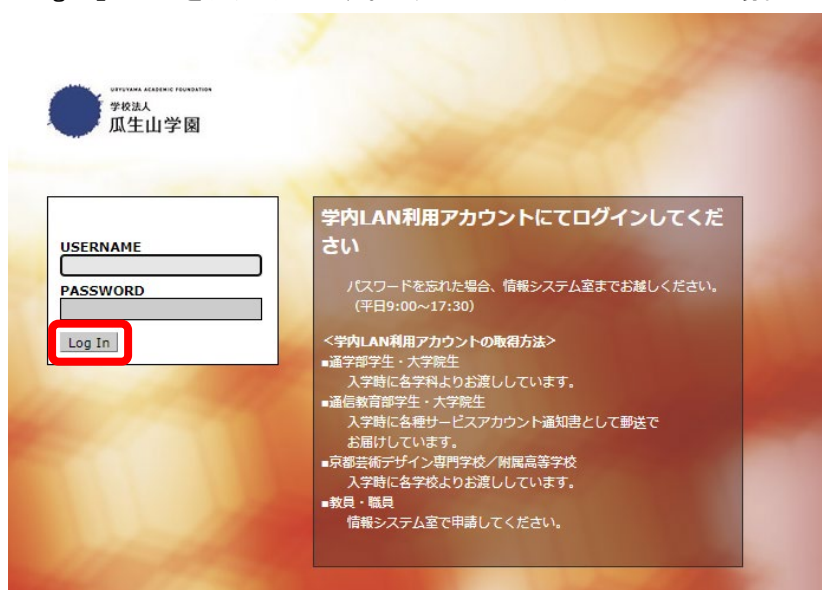 URYUYAMA ACADEMIC FOUNDATION
学校法人
瓜生山学園
USERNAME
PASSWORD
Log In
学内LAN利用アカウントにてログインしてくだ
さい
パスワードを忘れた場合、情報システム室までお越しください。
（平日9:00～17:30）
＜学内LAN利用アカウントの取得方法＞
■通学部学生・大学院生
入学時に各学科よりお渡ししています。
■通信教育部学生・大学院生
入学時に各種サービスアカウント通知書として郵送で
お届けしています。
■京都芸術デザイン専門学校／附属高等学校
入学時に各学校よりお渡ししています。
■教員・職員
情報システム室で申請してください。